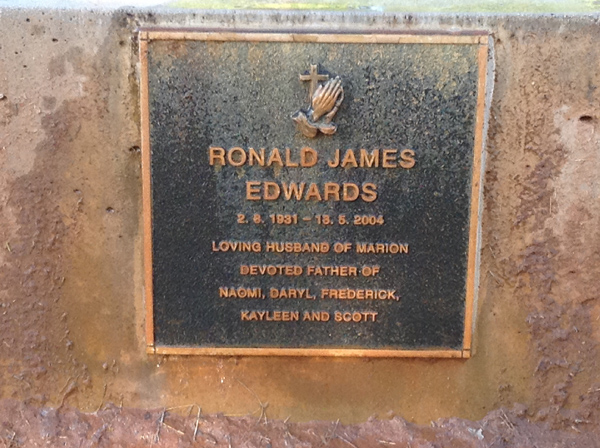 RONALD JAMES
EDWARDS
2. 8. 1931 – 13. 5. 2004
LOVING HUSBAND OF MARION
DEVOTED FATHER OF
NAOMI, DARYL, FREDERICK,
KAYLEEN AND SCOTT